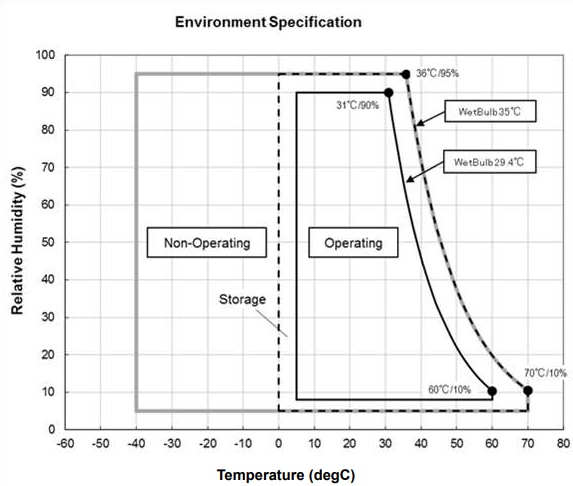 Environment Specification
Relative Humidity (%)
100
90
80
70
60
50
40
30
20
10
0
36℃/95%
31℃/90%
WetBulb35℃
WetBulb29.4℃
Non-Operating
Operating
Storage
70℃/10%
60℃/10%
-60 -50 -40 -30 -20 -10 0 10 20 30 40 50 60 70 80
Temperature (degC)